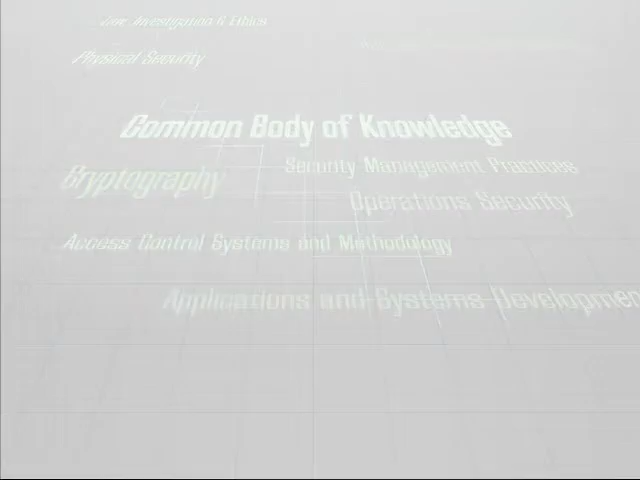 Law, Investigation & Ethics
Physical Security
Common Body of Knowledge
Security Management Practices
Cryptography
Operations Security
Access Control Systems and Methodology
Applications and Systems Developmen